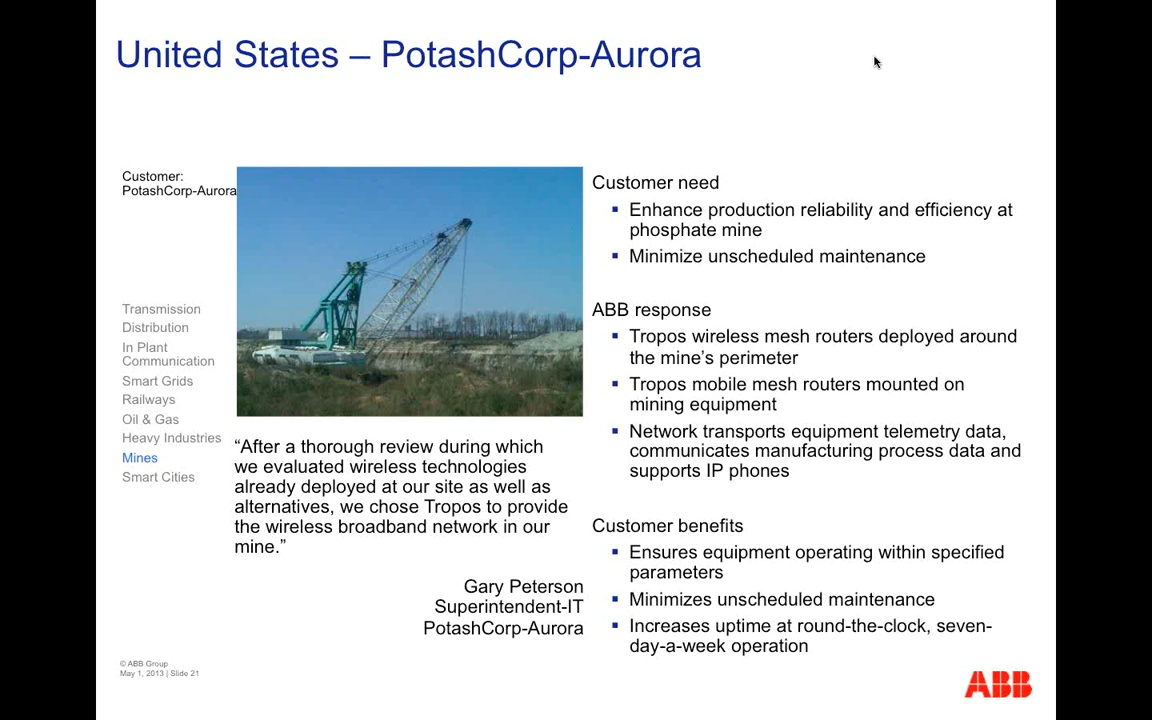 United States – PotashCorp-Aurora
Customer:
PotashCorp-Aurora
Transmission
Distribution
In Plant
Communication
Smart Grids
Railways
Oil & Gas
Heavy Industries
Mines
Smart Cities
“After a thorough review during which
we evaluated wireless technologies
already deployed at our site as well as
alternatives, we chose Tropos to provide
the wireless broadband network in our
mine.”
Gary Peterson
Superintendent-IT
PotashCorp-Aurora
Customer need
▪ Enhance production reliability and efficiency at
phosphate mine
▪ Minimize unscheduled maintenance
ABB response
▪ Tropos wireless mesh routers deployed around
the mine’s perimeter
▪ Tropos mobile mesh routers mounted on
mining equipment
▪ Network transports equipment telemetry data,
communicates manufacturing process data and
supports IP phones
Customer benefits
▪ Ensures equipment operating within specified
parameters
▪ Minimizes unscheduled maintenance
▪ Increases uptime at round-the-clock, seven-
day-a-week operation
© ABB Group
May 1, 2013 | Slide 21
ABB